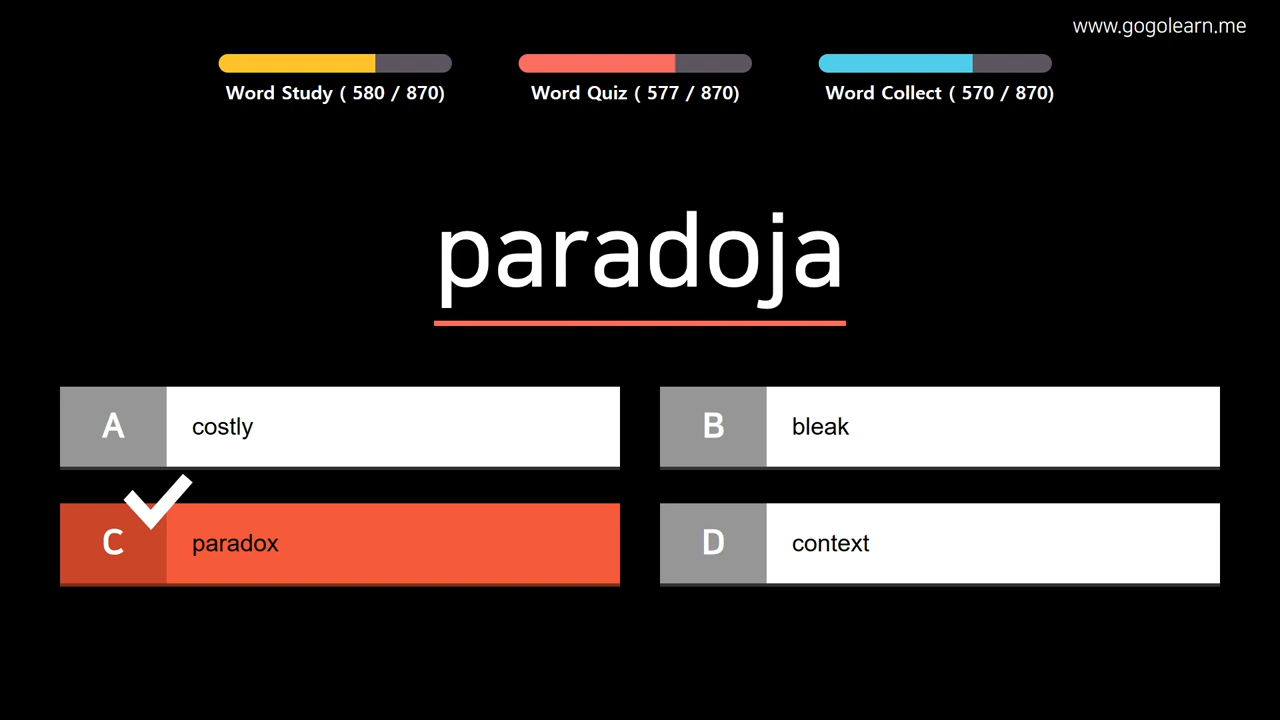 www.gogolearn.me
Word Study ( 580 / 870)
Word Quiz ( 577 / 870)
Word Collect ( 570 / 870)
paradoja
A costly
B bleak
C paradox
D context